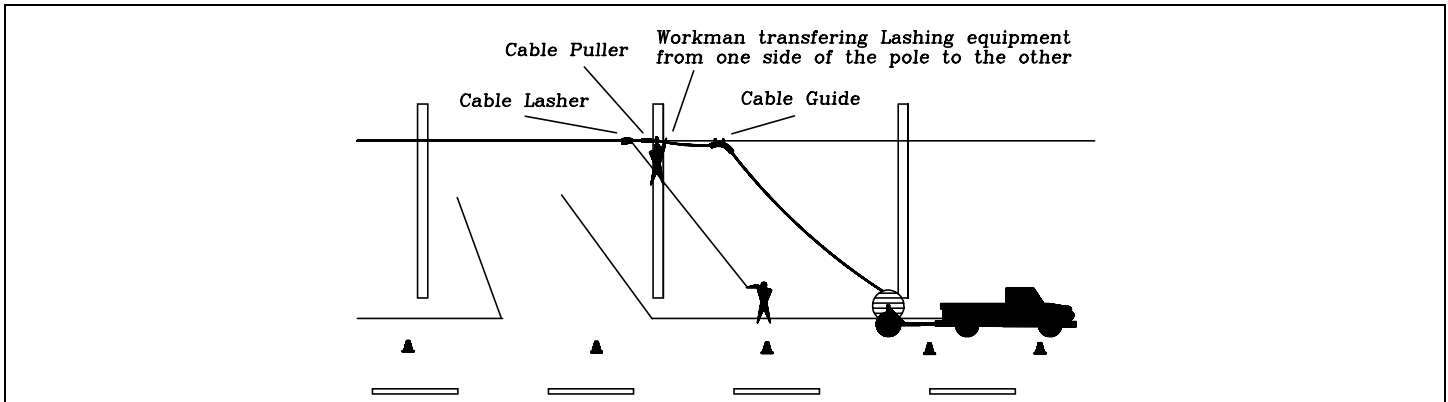 Workman transfering Lashing equipment
from one side of the pole to the other
Cable Puller
Cable Lasher
Cable Guide